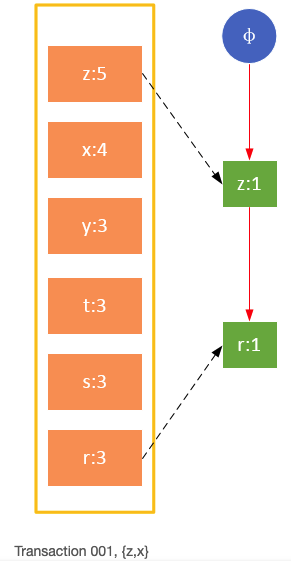 ф
z:5
x:4
z:1
y:3
t:3
r:1
s:3
r:3
Transaction 001, {z,x}